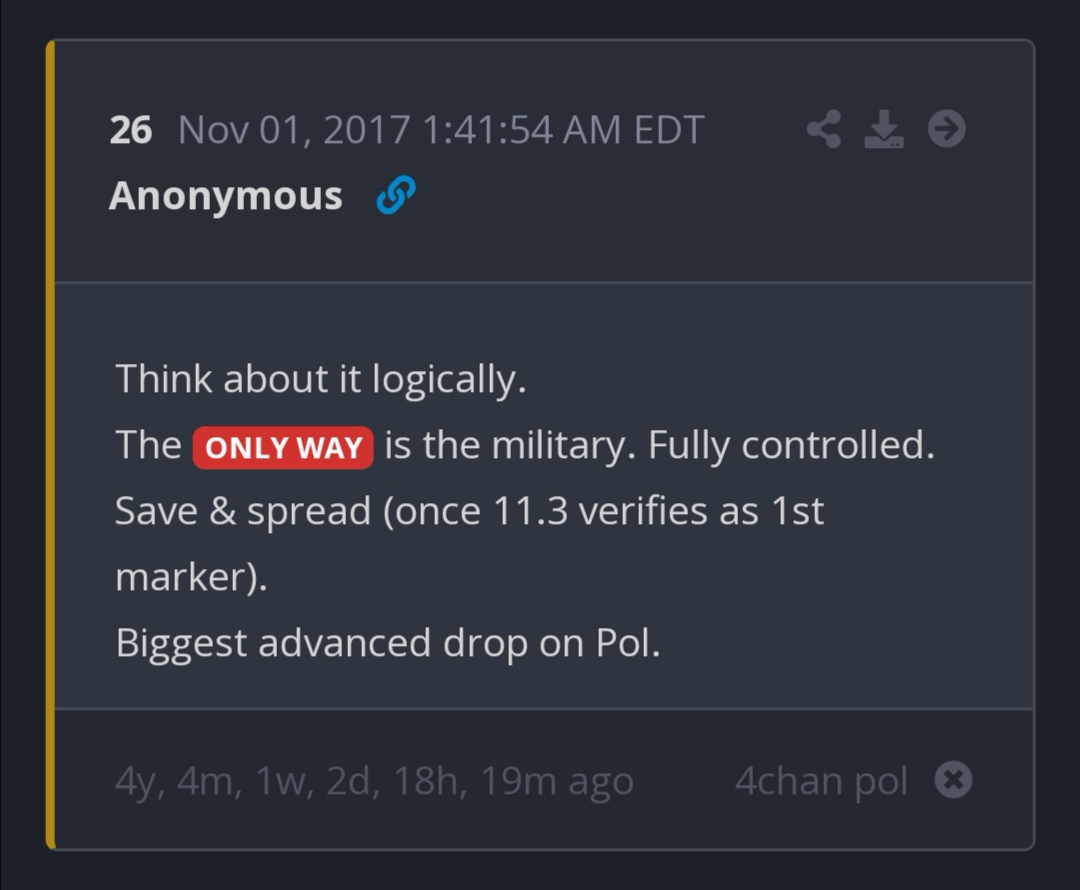 26 Nov 01, 2017 1:41:54 AM EDT
Anonymous
Think about it logically.
The ONLY WAY is the military. Fully controlled.
Save & spread (once 11.3 verifies as 1st
marker).
Biggest advanced drop on Pol.
4y, 4m, 1w, 2d, 18h, 19m ago 4chan pol